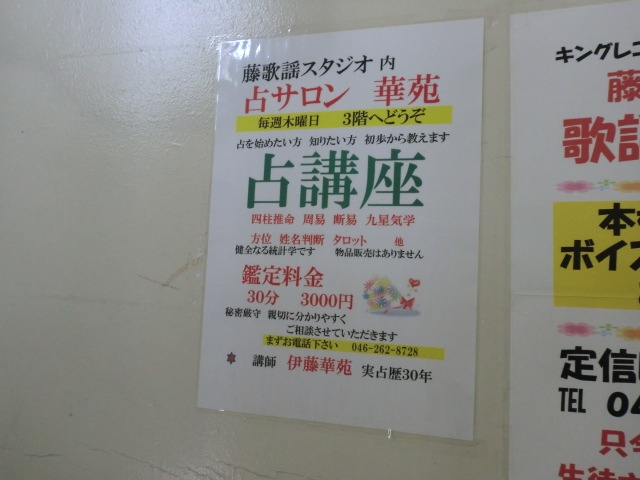 藤歌謡スタジオ内
占サロン 華苑
毎週木曜日 3階へどうぞ
占を始めたい方 知りたい方 初歩から教えます
占講座
四柱推命 周易 断易 九星気学
方位 姓名判断 タロット 他
健全なる統計学です 物品販売はありません
鑑定料金
30分 3000円
秘密厳守 親切に分かりやすく
ご相談させていただきます
まずお電話下さい 046-262-8728
講師 伊藤華苑 実占歴30年
キングレコ
藤
歌謡
ボイス
定信
TEL 04
只今
生徒